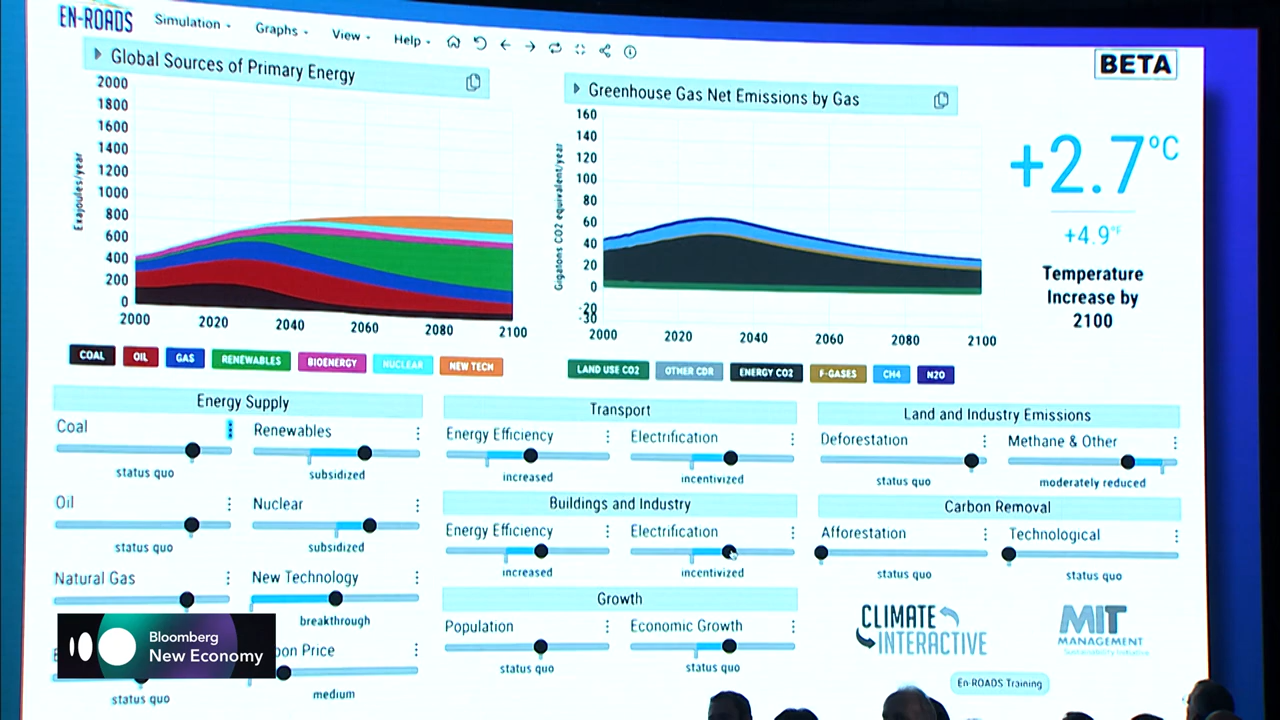 EN-ROADS
Simulation
Graphs
View
Help
BETA
Global Sources of Primary Energy
Exajoules/year
2000
1800
1600
1400
1200
1000
800
600
400
200
0
2000 2020 2040 2060 2080 2100
COAL OIL GAS RENEWABLES BIOENERGY NUCLEAR NEW TECH
Greenhouse Gas Net Emissions by Gas
Gigatons CO2 equivalent/year
160
140
120
100
80
60
40
20
0
-20
-30
2000 2020 2040 2060 2080 2100
LAND USE CO2 OTHER CDR ENERGY CO2 F-GASES CH4 N2O
+2.7°C
+4.9°F
Temperature
Increase by
2100
Energy Supply
Coal
status quo
Renewables
subsidized
Oil
status quo
Nuclear
subsidized
Natural Gas
New Technology
breakthrough
status quo
on Price
medium
Transport
Energy Efficiency
increased
Electrification
incentivized
Buildings and Industry
Energy Efficiency
increased
Electrification
incentivized
Growth
Population
status quo
Economic Growth
status quo
Land and Industry Emissions
Deforestation
status quo
Methane & Other
moderately reduced
Carbon Removal
Afforestation
status quo
Technological
status quo
CLIMATE
INTERACTIVE
MIT
MANAGEMENT
Sustainability Initiative
En-ROADS Training
Bloomberg
New Economy